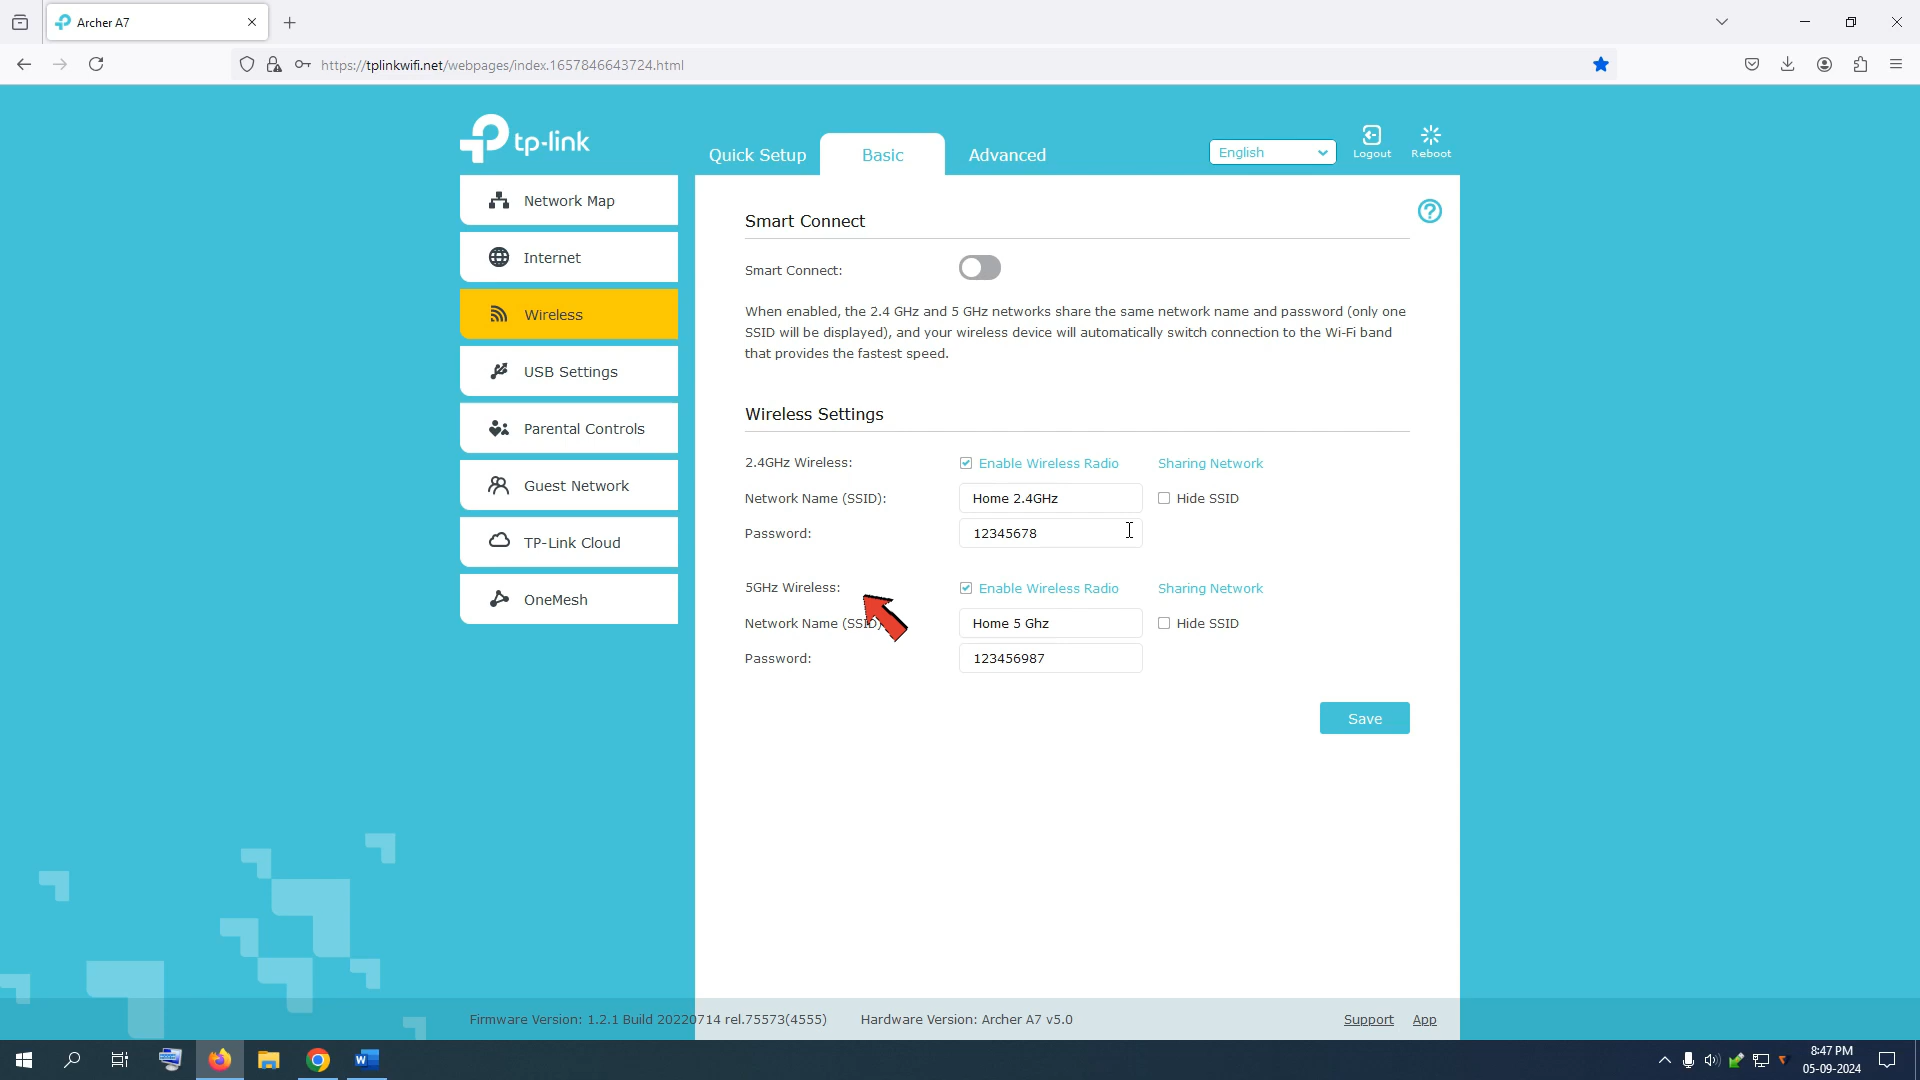 Archer A7
https://tplinkwifi.net/webpages/index.1657846643724.html
tp-link
Quick Setup
Basic
Advanced
English
Logout
Reboot
Network Map
Internet
Wireless
USB Settings
Parental Controls
Guest Network
TP-Link Cloud
OneMesh
Smart Connect
Smart Connect:
When enabled, the 2.4 GHz and 5 GHz networks share the same network name and password (only one
SSID will be displayed), and your wireless device will automatically switch connection to the Wi-Fi band
that provides the fastest speed.
Wireless Settings
2.4GHz Wireless: Enable Wireless Radio Sharing Network
Network Name (SSID): Home 2.4GHz Hide SSID
Password: 12345678
5GHz Wireless: Enable Wireless Radio Sharing Network
Network Name (SSID) Home 5 Ghz Hide SSID
Password: 123456987
Save
Firmware Version: 1.2.1 Build 20220714 rel.75573(4555) Hardware Version: Archer A7 v5.0 Support App
8:47 PM
05-09-2024